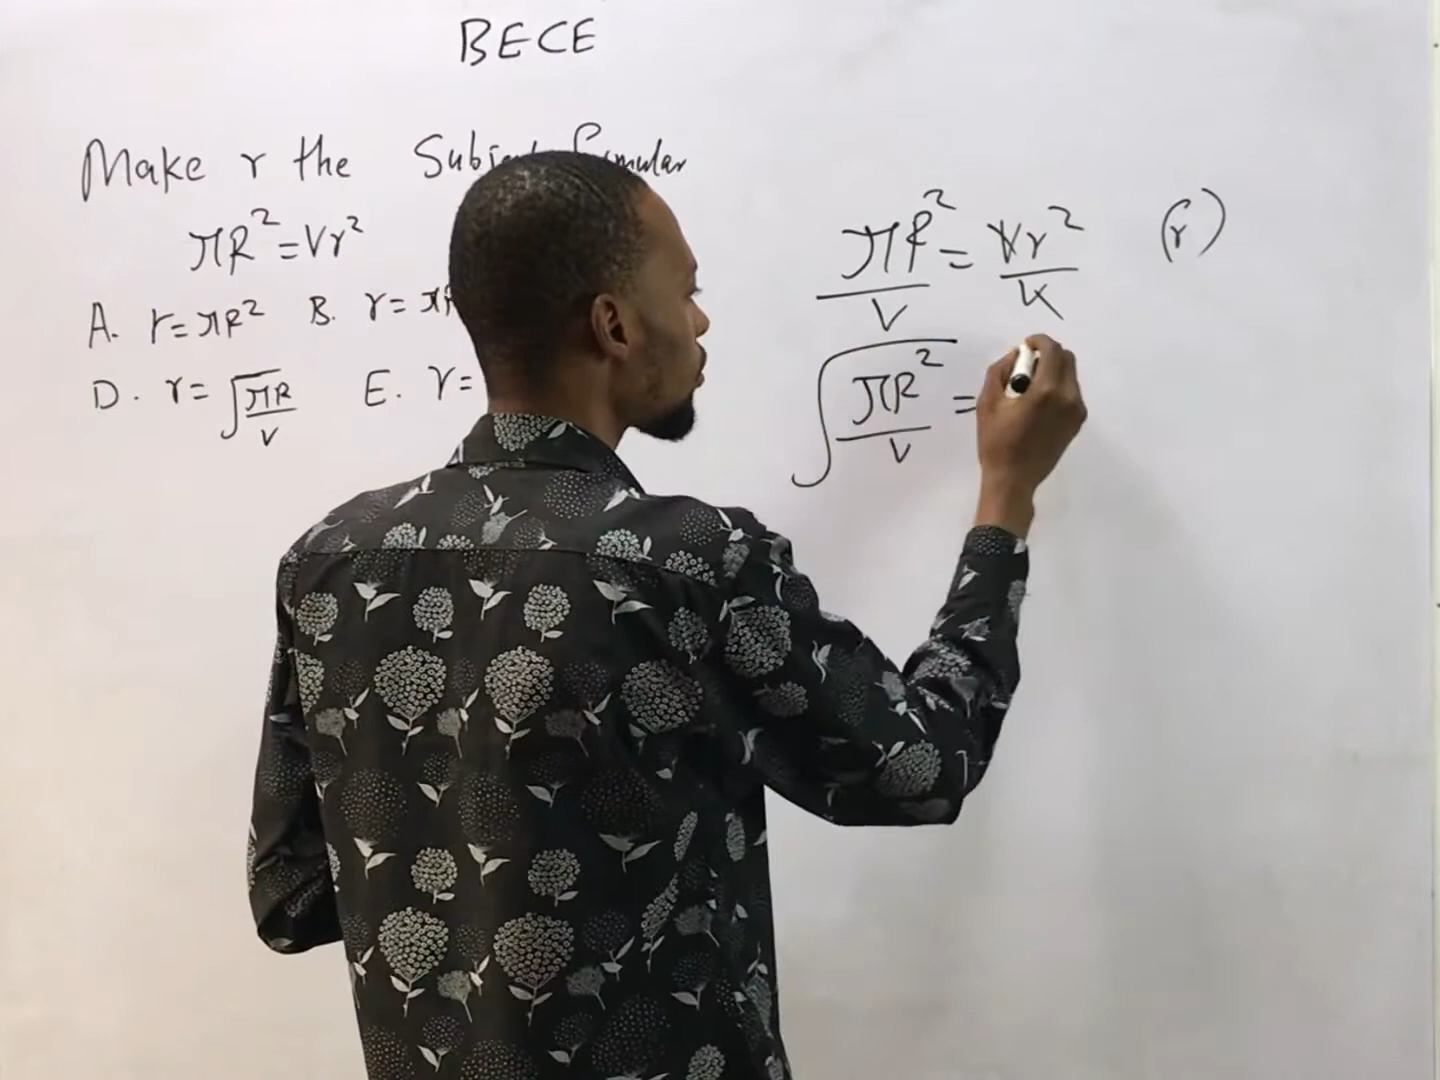 BECE
Make r the
πR² = Vr²
A. r = πR² B. r = π
D. r = √πR/V E. r =
πR²/V = Vr²/V (r)
√πR²/V =